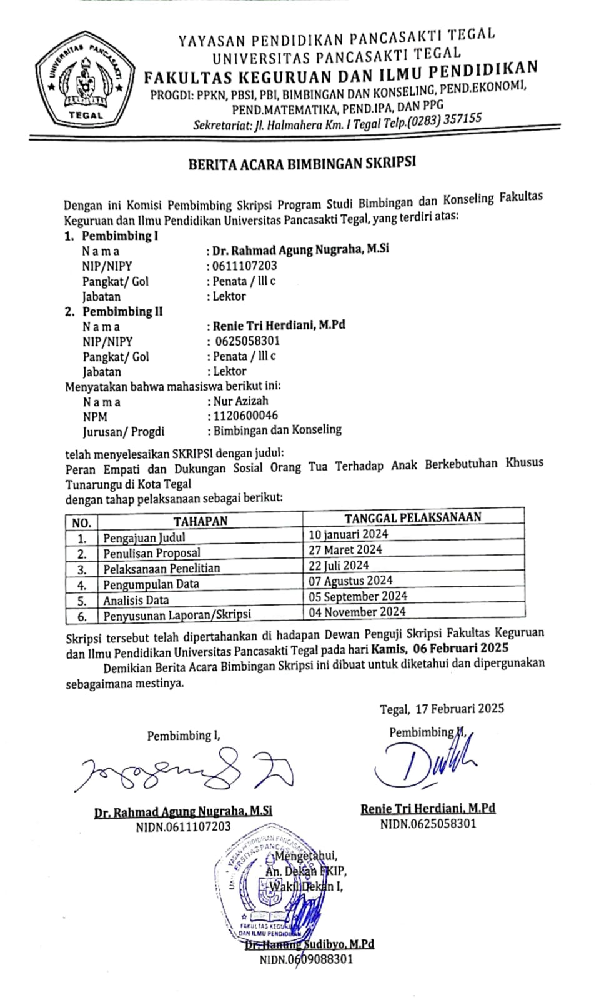 YAYASAN PENDIDIKAN PANCASAKTI TEGAL
UNIVERSITAS PANCASAKTI TEGAL
FAKULTAS KEGURUAN DAN ILMU PENDIDIKAN
PROGDI: PPKN, PBSI, PBI, BIMBINGAN DAN KONSELING, PEND.EKONOMI,
PEND.MATEMATIKA, PEND.IPA, DAN PPG
Sekretariat: Jl. Halmahera Km. I Tegal Telp.(0283) 357155
UNIVERSITAS PANCASAKTI
TEGAL
BERITA ACARA BIMBINGAN SKRIPSI
Dengan ini Komisi Pembimbing Skripsi Program Studi Bimbingan dan Konseling Fakultas
Keguruan dan Ilmu Pendidikan Universitas Pancasakti Tegal, yang terdiri atas:
1. Pembimbing I
N a m a : Dr. Rahmad Agung Nugraha, M.Si
NIP/NIPY : 0611107203
Pangkat/ Gol : Penata / lll c
Jabatan : Lektor
2. Pembimbing II
N a m a : Renie Tri Herdiani, M.Pd
NIP/NIPY : 0625058301
Pangkat/ Gol : Penata / lll c
Jabatan : Lektor
Menyatakan bahwa mahasiswa berikut ini:
N a m a : Nur Azizah
NPM : 1120600046
Jurusan/ Progdi : Bimbingan dan Konseling
telah menyelesaikan SKRIPSI dengan judul:
Peran Empati dan Dukungan Sosial Orang Tua Terhadap Anak Berkebutuhan Khusus
Tunarungu di Kota Tegal
dengan tahap pelaksanaan sebagai berikut:
NO. TAHAPAN TANGGAL PELAKSANAAN
1. Pengajuan Judul 10 januari 2024
2. Penulisan Proposal 27 Maret 2024
3. Pelaksanaan Penelitian 22 Juli 2024
4. Pengumpulan Data 07 Agustus 2024
5. Analisis Data 05 September 2024
6. Penyusunan Laporan/Skripsi 04 November 2024
Skripsi tersebut telah dipertahankan di hadapan Dewan Penguji Skripsi Fakultas Keguruan
dan Ilmu Pendidikan Universitas Pancasakti Tegal pada hari Kamis, 06 Februari 2025
Demikian Berita Acara Bimbingan Skripsi ini dibuat untuk diketahui dan dipergunakan
sebagaimana mestinya.
Tegal, 17 Februari 2025
Pembimbing I, Pembimbing II,
Dr. Rahmad Agung Nugraha, M.Si Renie Tri Herdiani, M.Pd
NIDN.0611107203 NIDN.0625058301
Mengetahui,
An. Dekan FKIP,
Wakil Dekan I,
FAKULTAS KEGURUAN
DAN ILMU PENDIDIKAN
Dr. Hanung Sudibyo, M.Pd
NIDN.0609088301